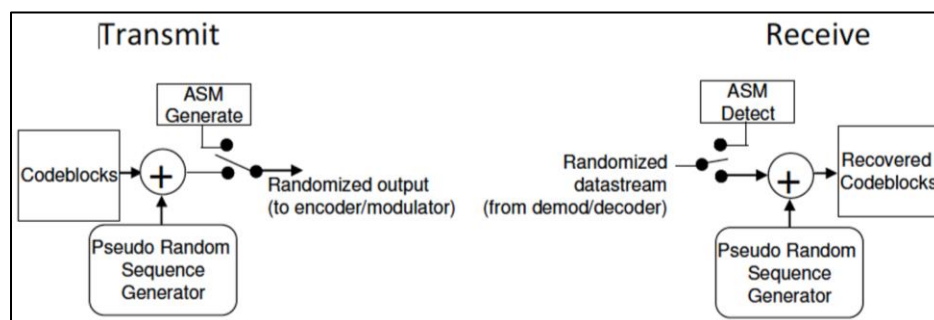 Transmit
ASM
Generate
Codeblocks
+
Randomized output
(to encoder/modulator)
Pseudo Random
Sequence
Generator
Receive
ASM
Detect
Randomized
datastream
(from demod/decoder)
+
Recovered
Codeblocks
Pseudo Random
Sequence
Generator